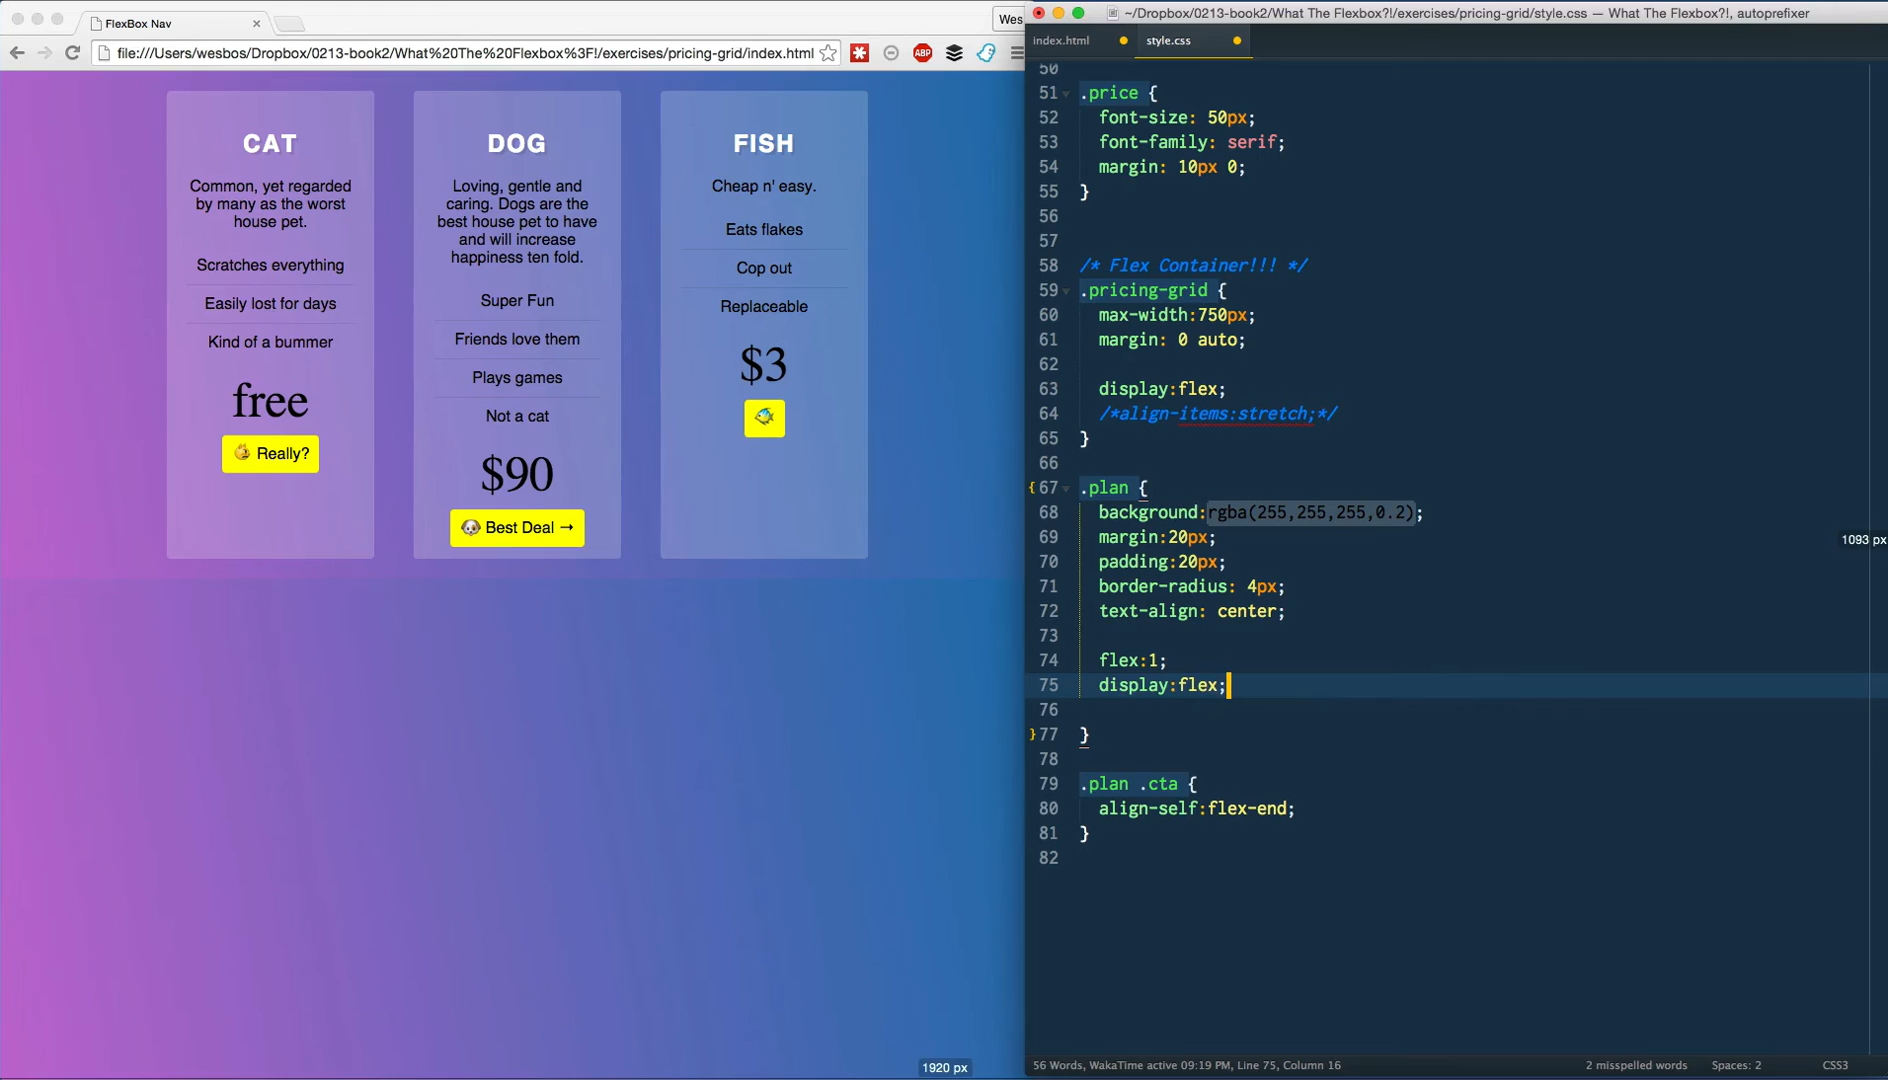 FlexBox Nav
Wes
file:///Users/wesbos/Dropbox/0213-book2/What%20The%20Flexbox%3F!/exercises/pricing-grid/index.html
ABP
CAT
Common, yet regarded
by many as the worst
house pet.
Scratches everything
Easily lost for days
Kind of a bummer
free
Really?
DOG
Loving, gentle and
caring. Dogs are the
best house pet to have
and will increase
happiness ten fold.
Super Fun
Friends love them
Plays games
Not a cat
$90
Best Deal →
FISH
Cheap n' easy.
Eats flakes
Cop out
Replaceable
$3
1920 px
~/Dropbox/0213-book2/What The Flexbox?!/exercises/pricing-grid/style.css — What The Flexbox?!, autoprefixer
index.html
style.css
50
51 .price {
52 font-size: 50px;
53 font-family: serif;
54 margin: 10px 0;
55 }
56
57
58 /* Flex Container!!! */
59 .pricing-grid {
60 max-width:750px;
61 margin: 0 auto;
62
63 display:flex;
64 /*align-items:stretch;*/
65 }
66
67 .plan {
68 background:rgba(255,255,255,0.2);
69 margin:20px;
70 padding:20px;
71 border-radius: 4px;
72 text-align: center;
73
74 flex:1;
75 display:flex;
76
77 }
78
79 .plan .cta {
80 align-self:flex-end;
81 }
82
1093 px
56 Words, WakaTime active 09:19 PM, Line 75, Column 16
2 misspelled words
Spaces: 2
CSS3